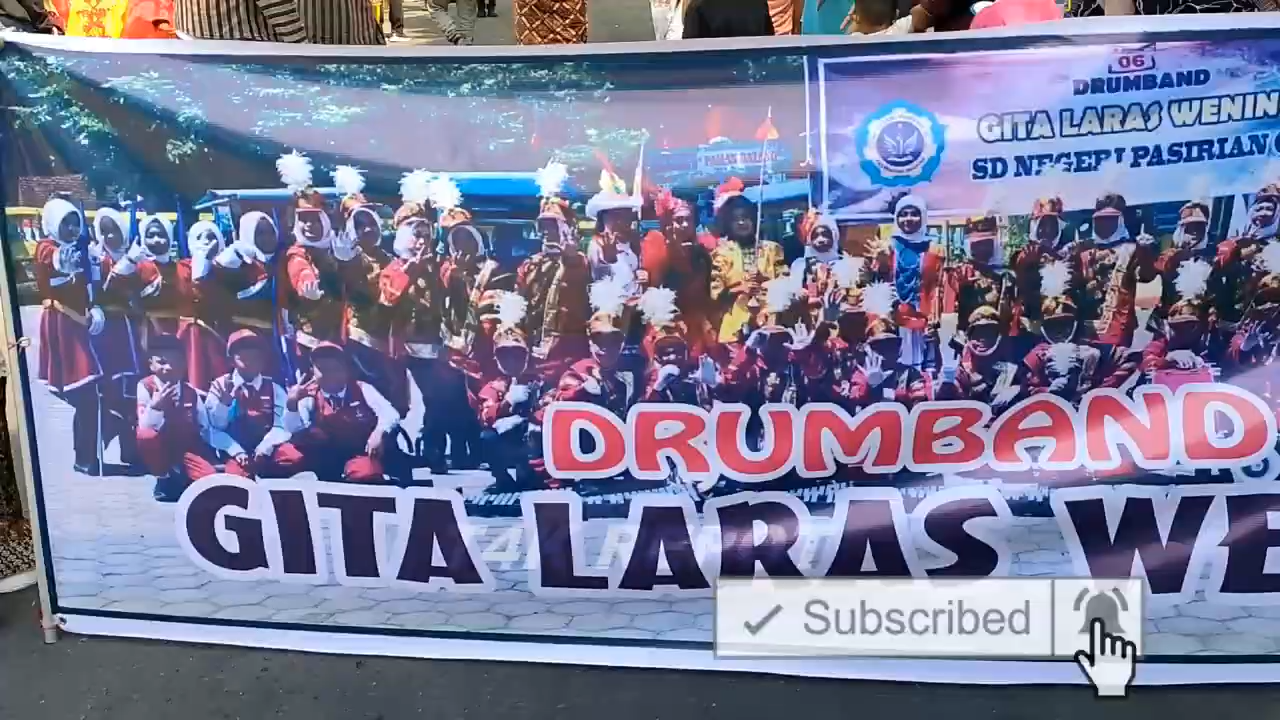 06
DRUMBAND
GITA LARAS WENIN
SD NEGERI PASIRIAN
DRUMBAND
GITA LARAS WE
Subscribed